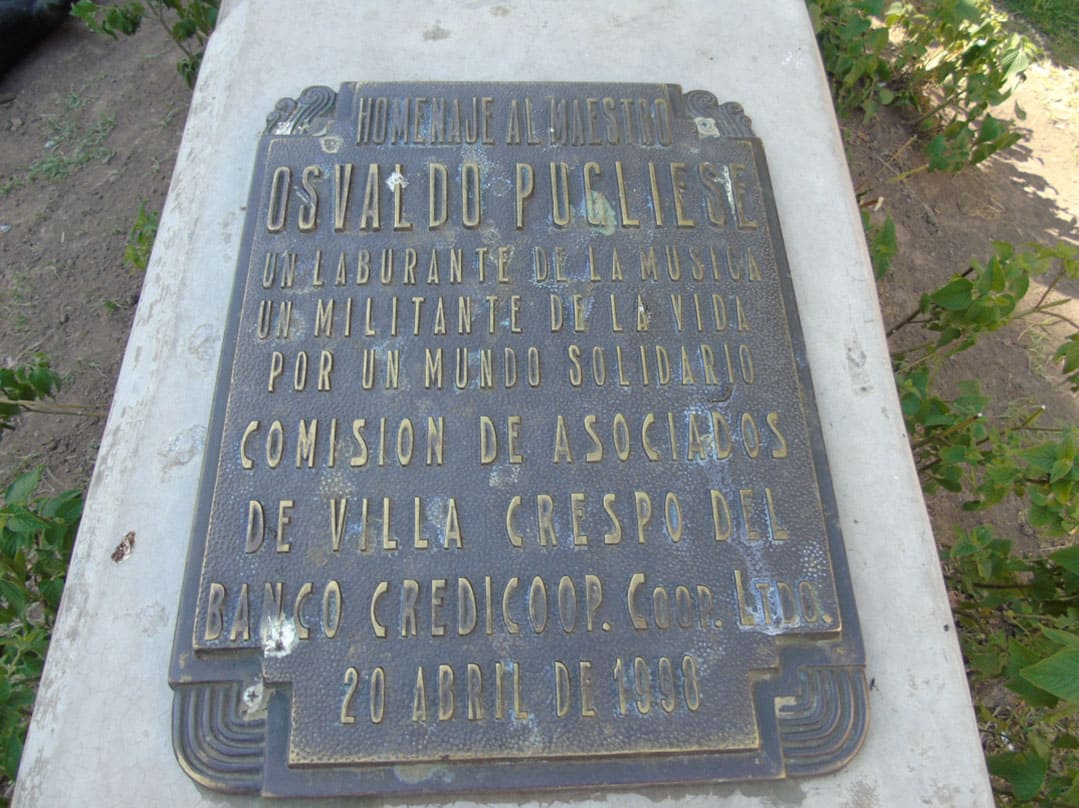 HOMENAJE AL MAESTRO
OSVALDO PUGLIESE
UN LABURANTE DE LA MUSICA
UN MILITANTE DE LA VIDA
POR UN MUNDO SOLIDARIO
COMISION DE ASOCIADOS
DE VILLA CRESPO DEL
BANCO CREDICOOP. COOP. LTDO.
20 ABRIL DE 1998